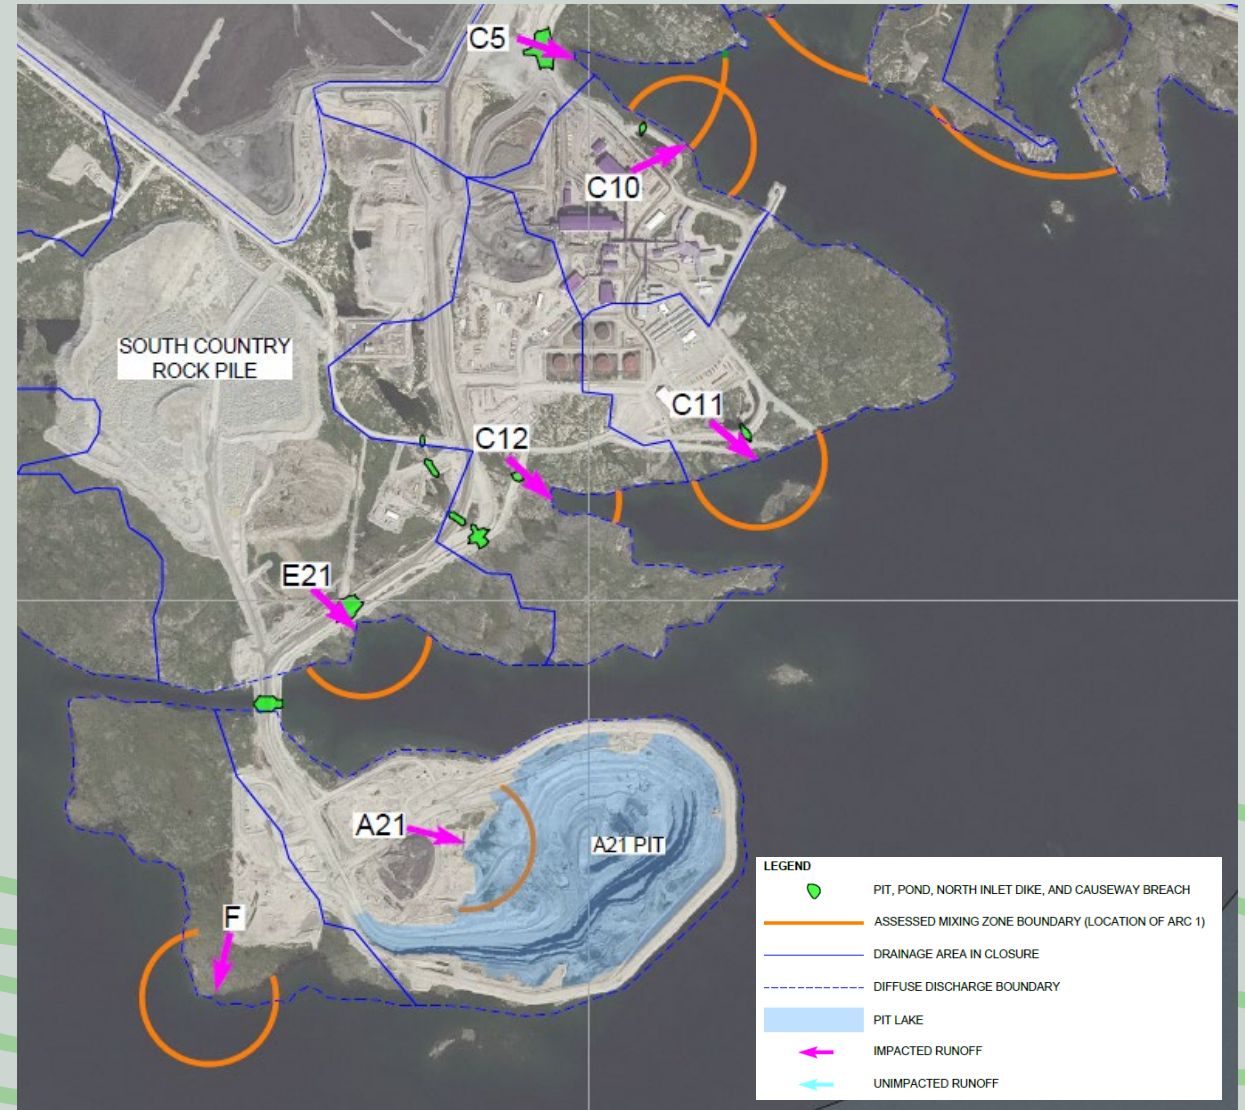 C5
C10
SOUTH COUNTRY
ROCK PILE
C11
C12
E21
A21
A21 PIT
F
LEGEND
PIT, POND, NORTH INLET DIKE, AND CAUSEWAY BREACH
ASSESSED MIXING ZONE BOUNDARY (LOCATION OF ARC 1)
DRAINAGE AREA IN CLOSURE
DIFFUSE DISCHARGE BOUNDARY
PIT LAKE
IMPACTED RUNOFF
UNIMPACTED RUNOFF